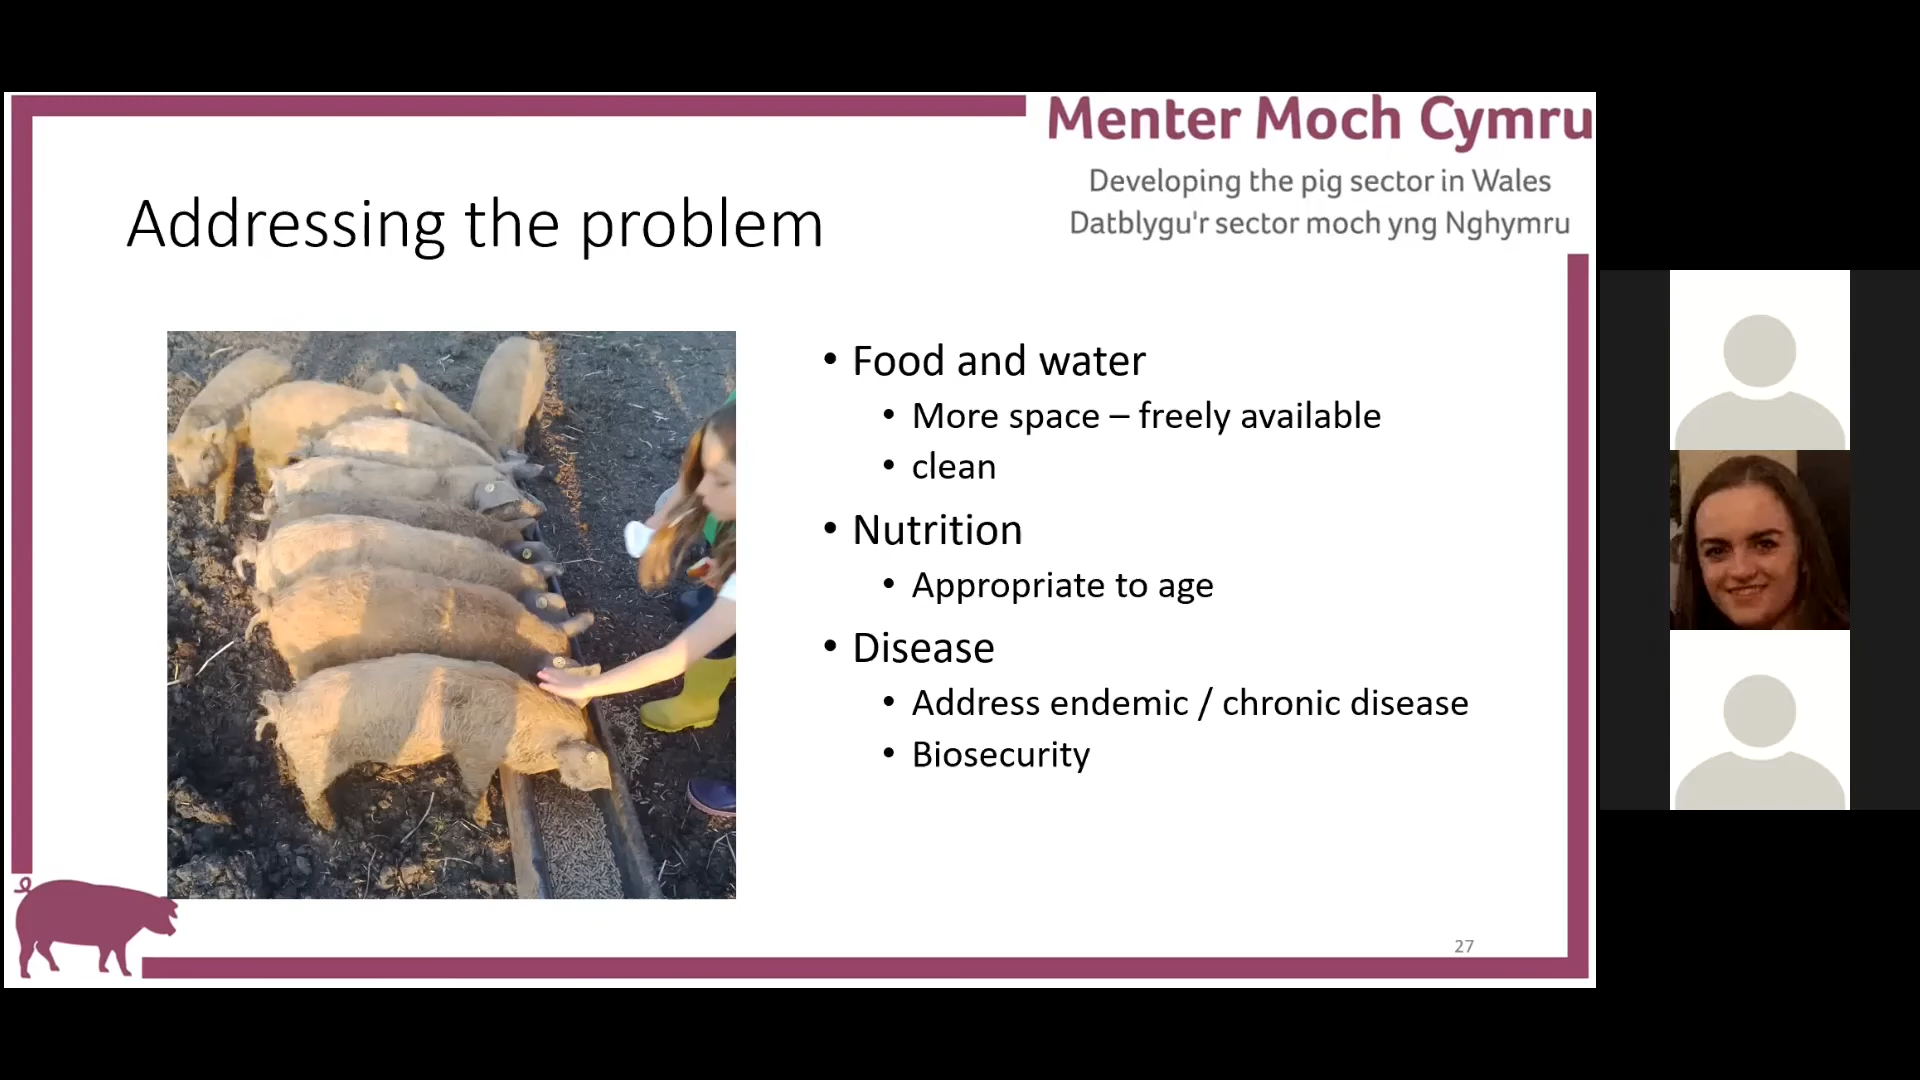 Menter Moch Cymru
Developing the pig sector in Wales
Datblygu'r sector moch yng Nghymru
Addressing the problem
• Food and water
• More space – freely available
• clean
• Nutrition
• Appropriate to age
• Disease
• Address endemic / chronic disease
• Biosecurity
27